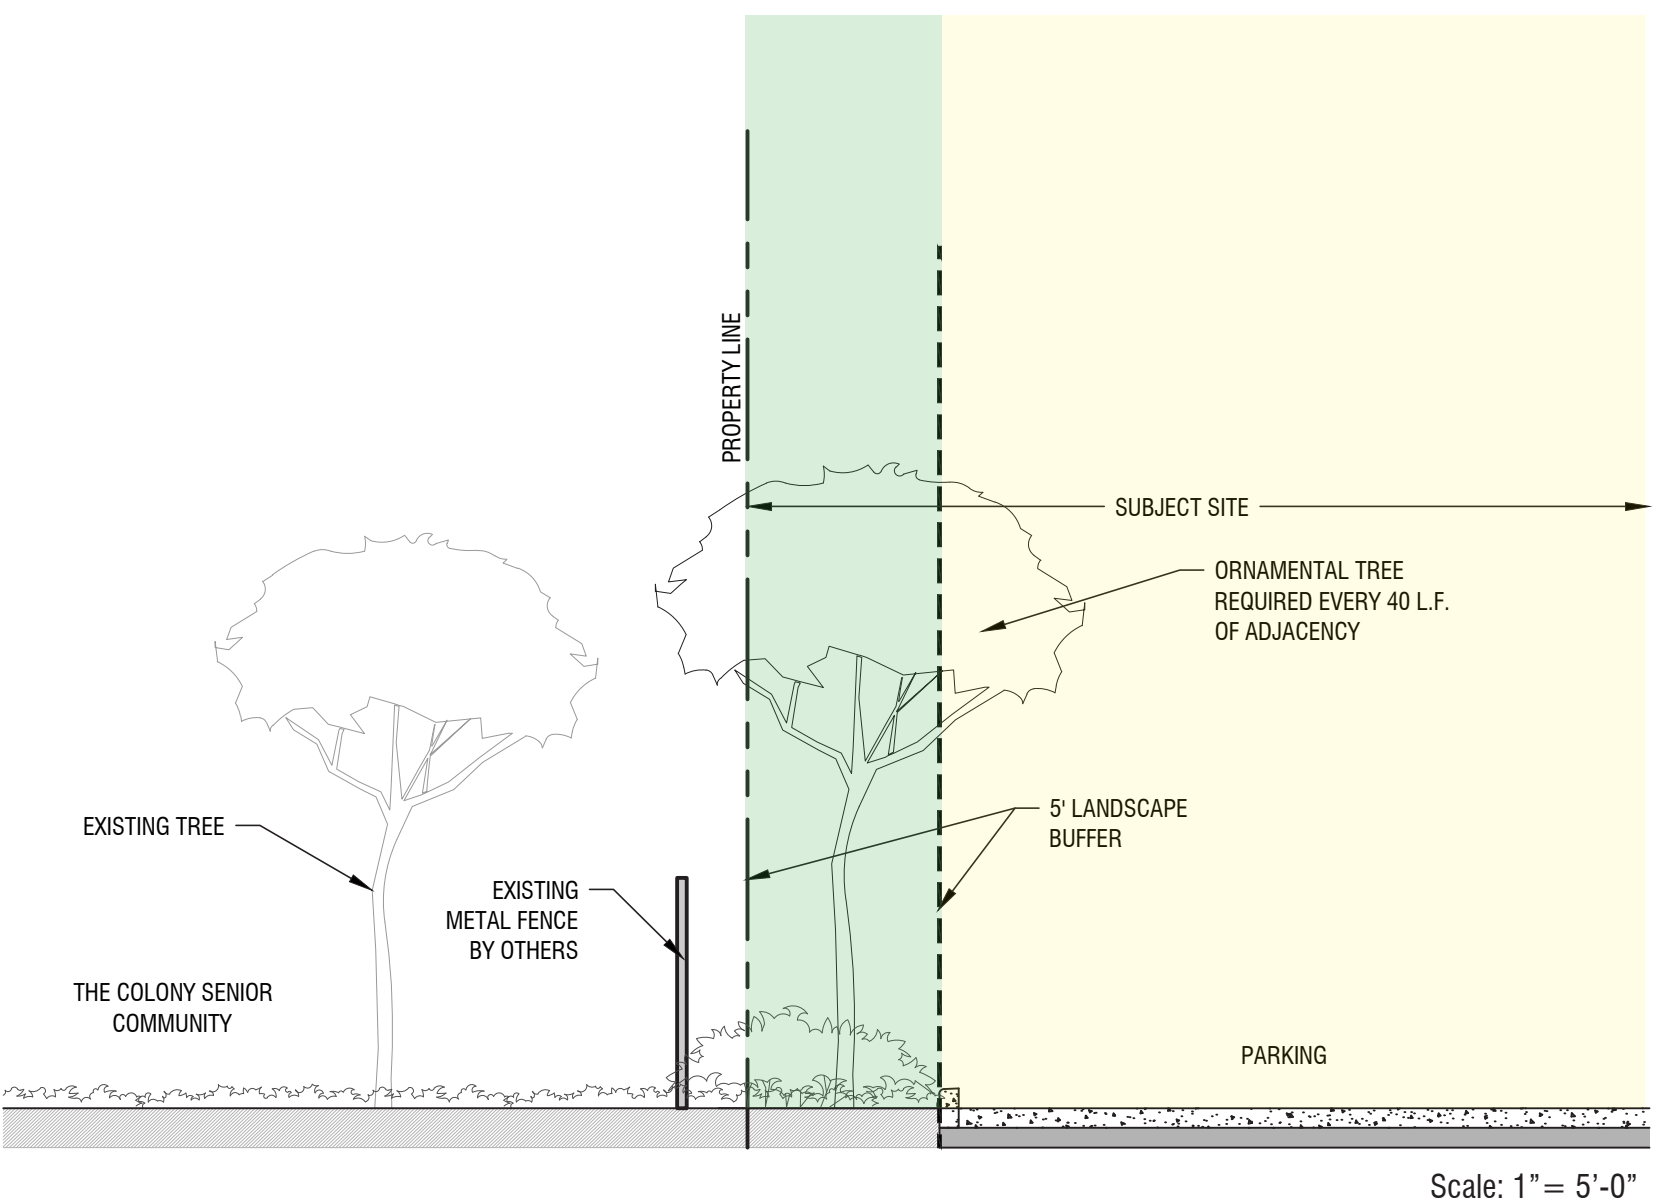 PROPERTY LINE
SUBJECT SITE
ORNAMENTAL TREE
REQUIRED EVERY 40 L.F.
OF ADJACENCY
5' LANDSCAPE
BUFFER
EXISTING TREE
EXISTING
METAL FENCE
BY OTHERS
THE COLONY SENIOR
COMMUNITY
PARKING
Scale: 1”= 5’-0”